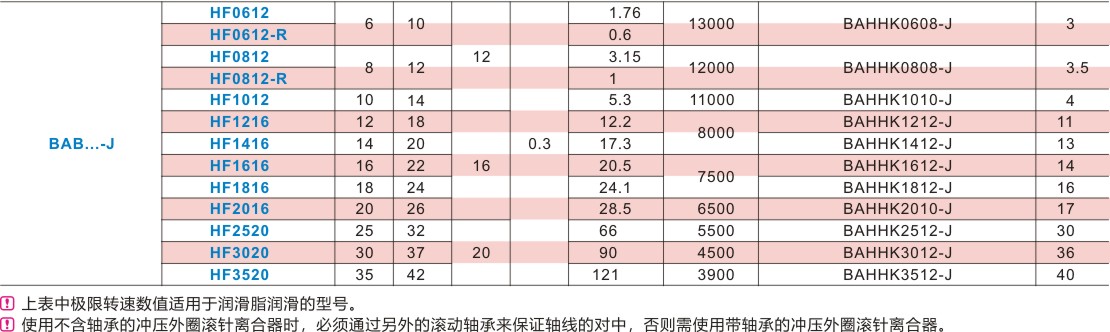 HF0612 6 10 12 0.3 1.76 13000 BAHHK0608-J 3
HF0612-R 0.6
HF0812 8 12 3.15 12000 BAHHK0808-J 3.5
HF0812-R 1
HF1012 10 14 5.3 11000 BAHHK1010-J 4
HF1216 12 18 16 12.2 8000 BAHHK1212-J 11
BAB...-J HF1416 14 20 17.3 BAHHK1412-J 13
HF1616 16 22 20.5 7500 BAHHK1612-J 14
HF1816 18 24 24.1 BAHHK1812-J 16
HF2016 20 26 28.5 6500 BAHHK2010-J 17
HF2520 25 32 20 66 5500 BAHHK2512-J 30
HF3020 30 37 90 4500 BAHHK3012-J 36
HF3520 35 42 121 3900 BAHHK3512-J 40
上表中极限转速数值适用于润滑脂润滑的型号。
使用不含轴承的冲压外圈滚针离合器时，必须通过另外的滚动轴承来保证轴线的对中，否则需使用带轴承的冲压外圈滚针离合器。